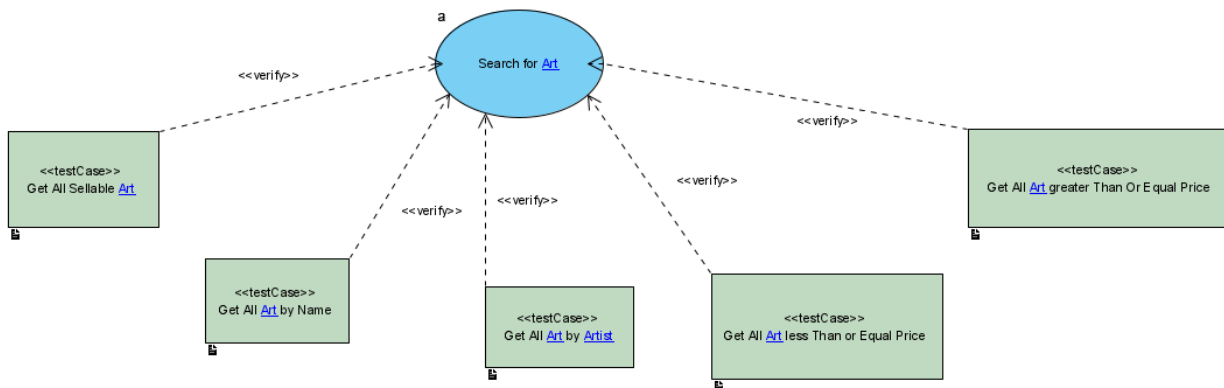 a
Search for Art
<<verify>>
<<verify>>
<<testCase>>
Get All Sellable Art
<<testCase>>
Get All Art greater Than Or Equal Price
<<verify>>
<<verify>>
<<verify>>
<<testCase>>
Get All Art by Name
<<testCase>>
Get All Art by Artist
<<testCase>>
Get All Art less Than or Equal Price